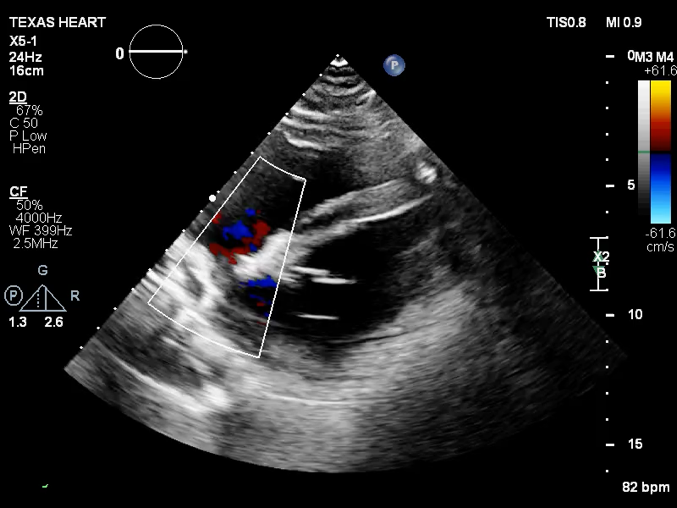 TEXAS HEART
X5-1
24Hz
16cm
2D
67%
C 50
P Low
HPen
CF
50%
4000Hz
WF 399Hz
2.5MHz
G
P R
1.3 2.6
0
P
TIS0.8 MI 0.9
0 M3 M4
+61.6
-61.6
cm/s
5
X2
B
10
15
82 bpm